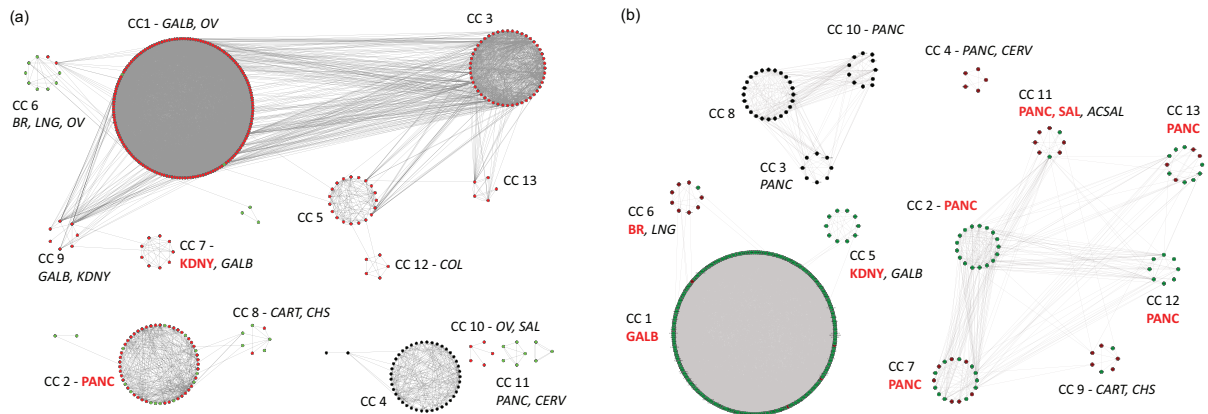 (a)
CC1 - GALB, OV
CC 3
CC 6
BR, LNG, OV
CC 13
CC 5
CC 9
GALB, KDNY
CC 7 -
KDNY, GALB
CC 12 - COL
CC 8 - CART, CHS
CC 2 - PANC
CC 4
CC 10 - OV, SAL
CC 11
PANC, CERV
(b)
CC 10 - PANC
CC 4 - PANC, CERV
CC 8
CC 11
PANC, SAL, ACSAL
CC 13
PANC
CC 3
PANC
CC 6
BR, LNG
CC 2 - PANC
CC 5
KDNY, GALB
CC 12
PANC
CC 1
GALB
CC 7
PANC
CC 9 - CART, CHS